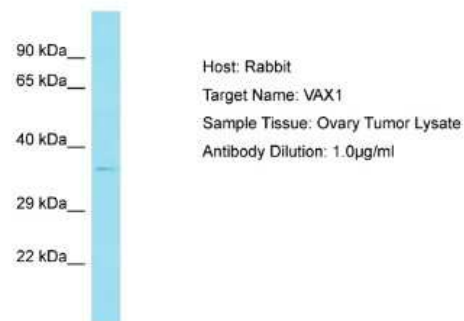 90 kDa
65 kDa
40 kDa
29 kDa
22 kDa
Host: Rabbit
Target Name: VAX1
Sample Tissue: Ovary Tumor Lysate
Antibody Dilution: 1.0µg/ml